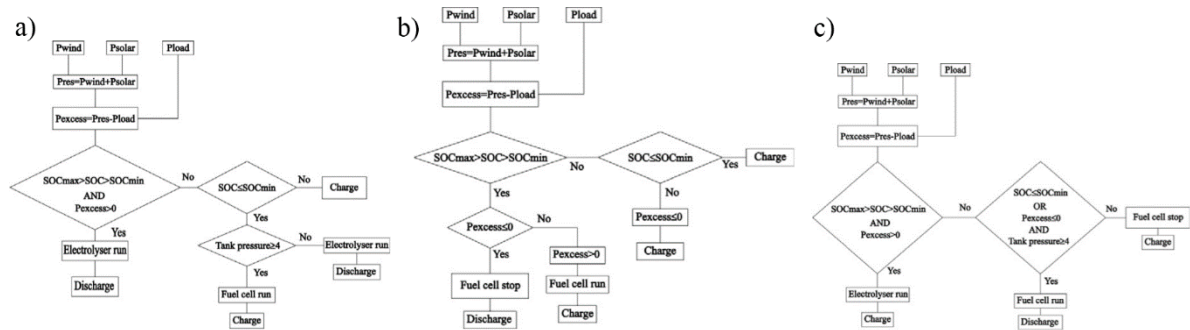 a)
Pwind
Psolar
Pload
Pres=Pwind+Psolar
Pexcess=Pres-Pload
SOCmax>SOC>SOCmin
AND
Pexcess>0
No
SOC≤SOCmin
No
Charge
Yes
Yes
Electrolyser run
Discharge
Tank pressure≥4
No
Electrolyser run
Discharge
Yes
Fuel cell run
Charge
b)
Pwind
Psolar
Pload
Pres=Pwind+Psolar
Pexcess=Pres-Pload
SOCmax>SOC>SOCmin
No
SOC≤SOCmin
Yes
Charge
Yes
No
Pexcess≤0
Charge
Pexcess≤0
No
Pexcess>0
Fuel cell run
Charge
Yes
Fuel cell stop
Discharge
c)
Pwind
Psolar
Pload
Pres=Pwind+Psolar
Pexcess=Pres-Pload
SOCmax>SOC>SOCmin
AND
Pexcess>0
No
SOC≤SOCmin
OR
Pexcess≤0
AND
Tank pressure≥4
No
Fuel cell stop
Charge
Yes
Electrolyser run
Charge
Yes
Fuel cell run
Discharge